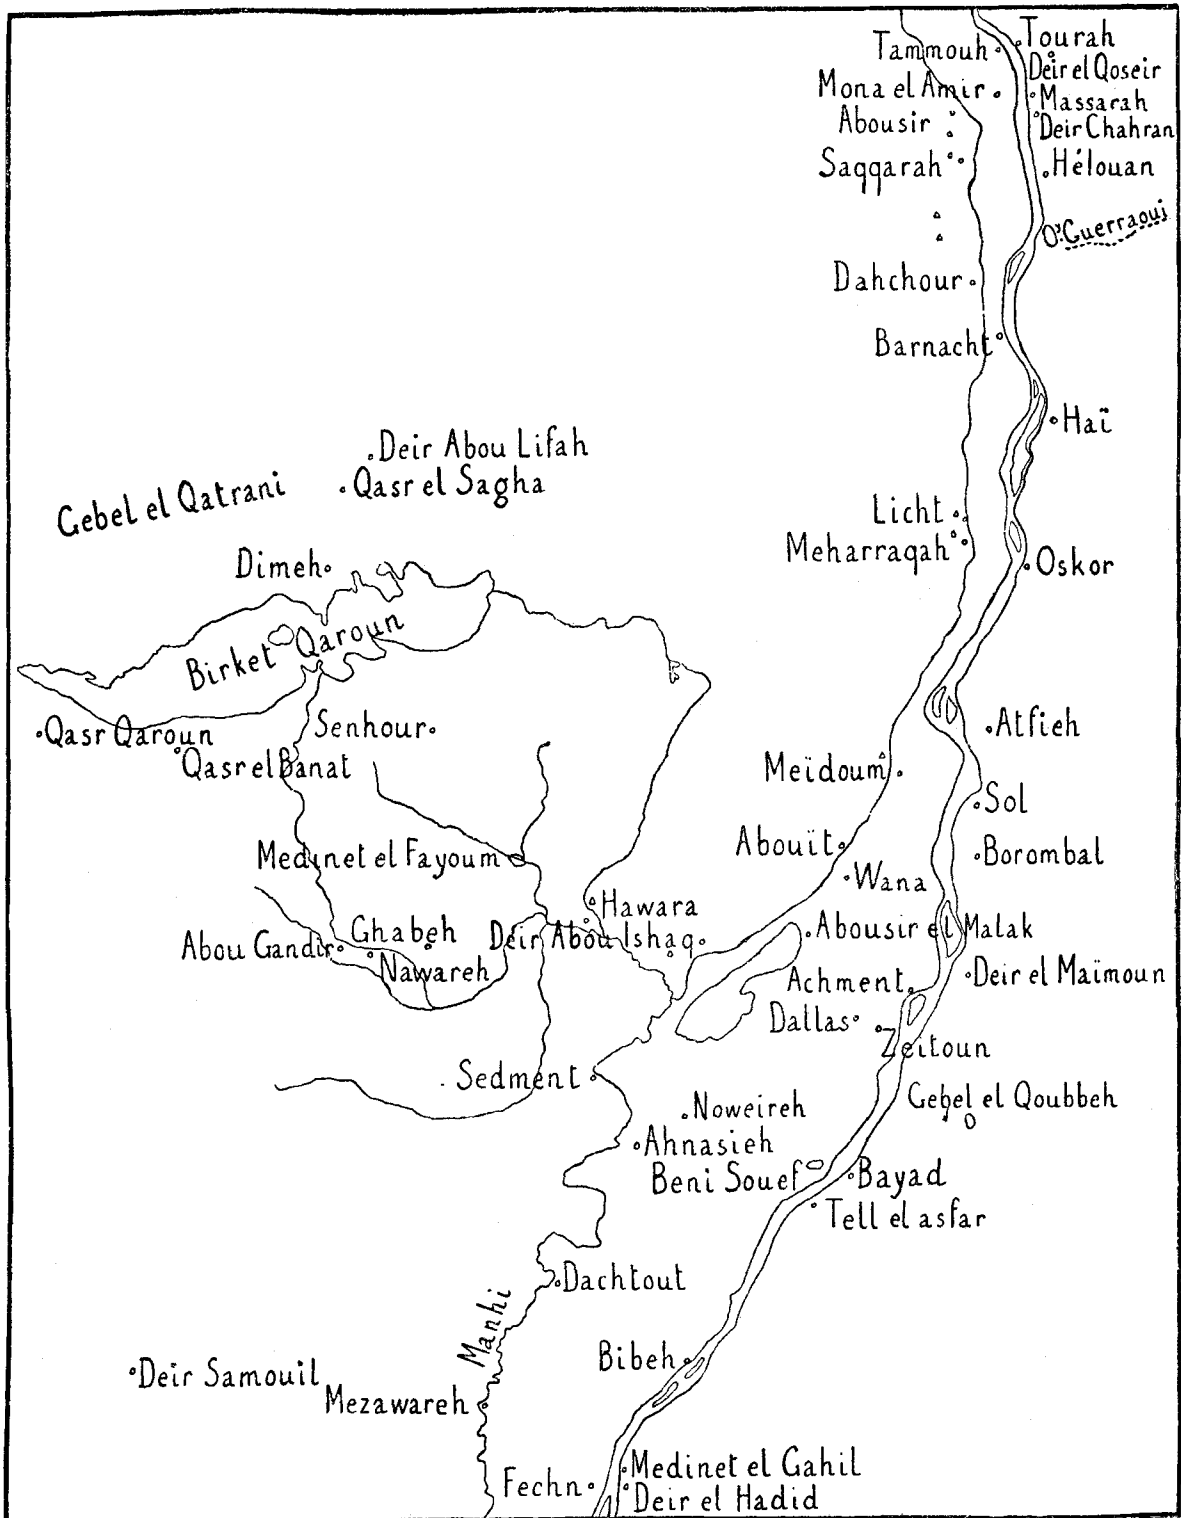 Tammouh
Tourah
Deir el Qoseir
Mona el Amir
Massarah
Abousir
Deir Chahran
Saqqarah
Hélouan
O. Guerraoui
Dahchour
Barnacht
Haï
Deir Abou Lifah
Gebel el Qatrani
Qasr el Sagha
Licht
Meharraqah
Dimeh
Oskor
Birket Qaroun
Qasr Qaroun
Senhour
Atfieh
Qasr el Banat
Meïdoum
Sol
Medinet el Fayoum
Abouït
Borombal
Wana
Hawara
Abou Gandir
Ghabeh
Deir Abou Ishaq
Abousir el Malak
Nawareh
Achment
Deir el Maïmoun
Dallas
Zeitoun
Sedment
Noweireh
Gebel el Qoubbeh
Ahnasieh
Beni Souef
Bayad
Tell el asfar
Dachtout
Manhi
Bibeh
Deir Samouil
Mezawareh
Fechn
Medinet el Gahil
Deir el Hadid